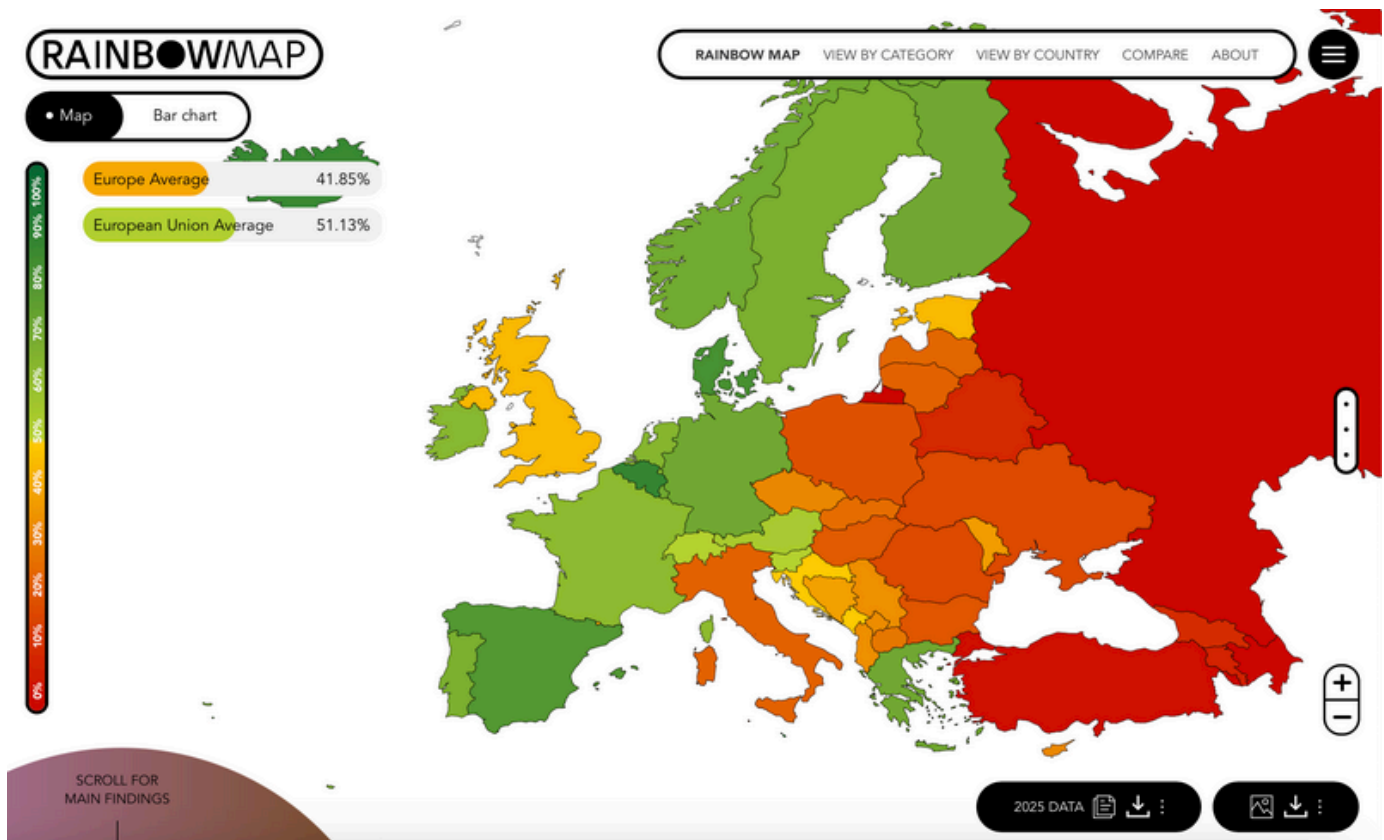 RAINBOWMAP
RAINBOW MAP VIEW BY CATEGORY VIEW BY COUNTRY COMPARE ABOUT
Map Bar chart
Europe Average 41.85%
European Union Average 51.13%
100%
90%
80%
70%
60%
50%
40%
30%
20%
10%
0%
SCROLL FOR
MAIN FINDINGS
2025 DATA